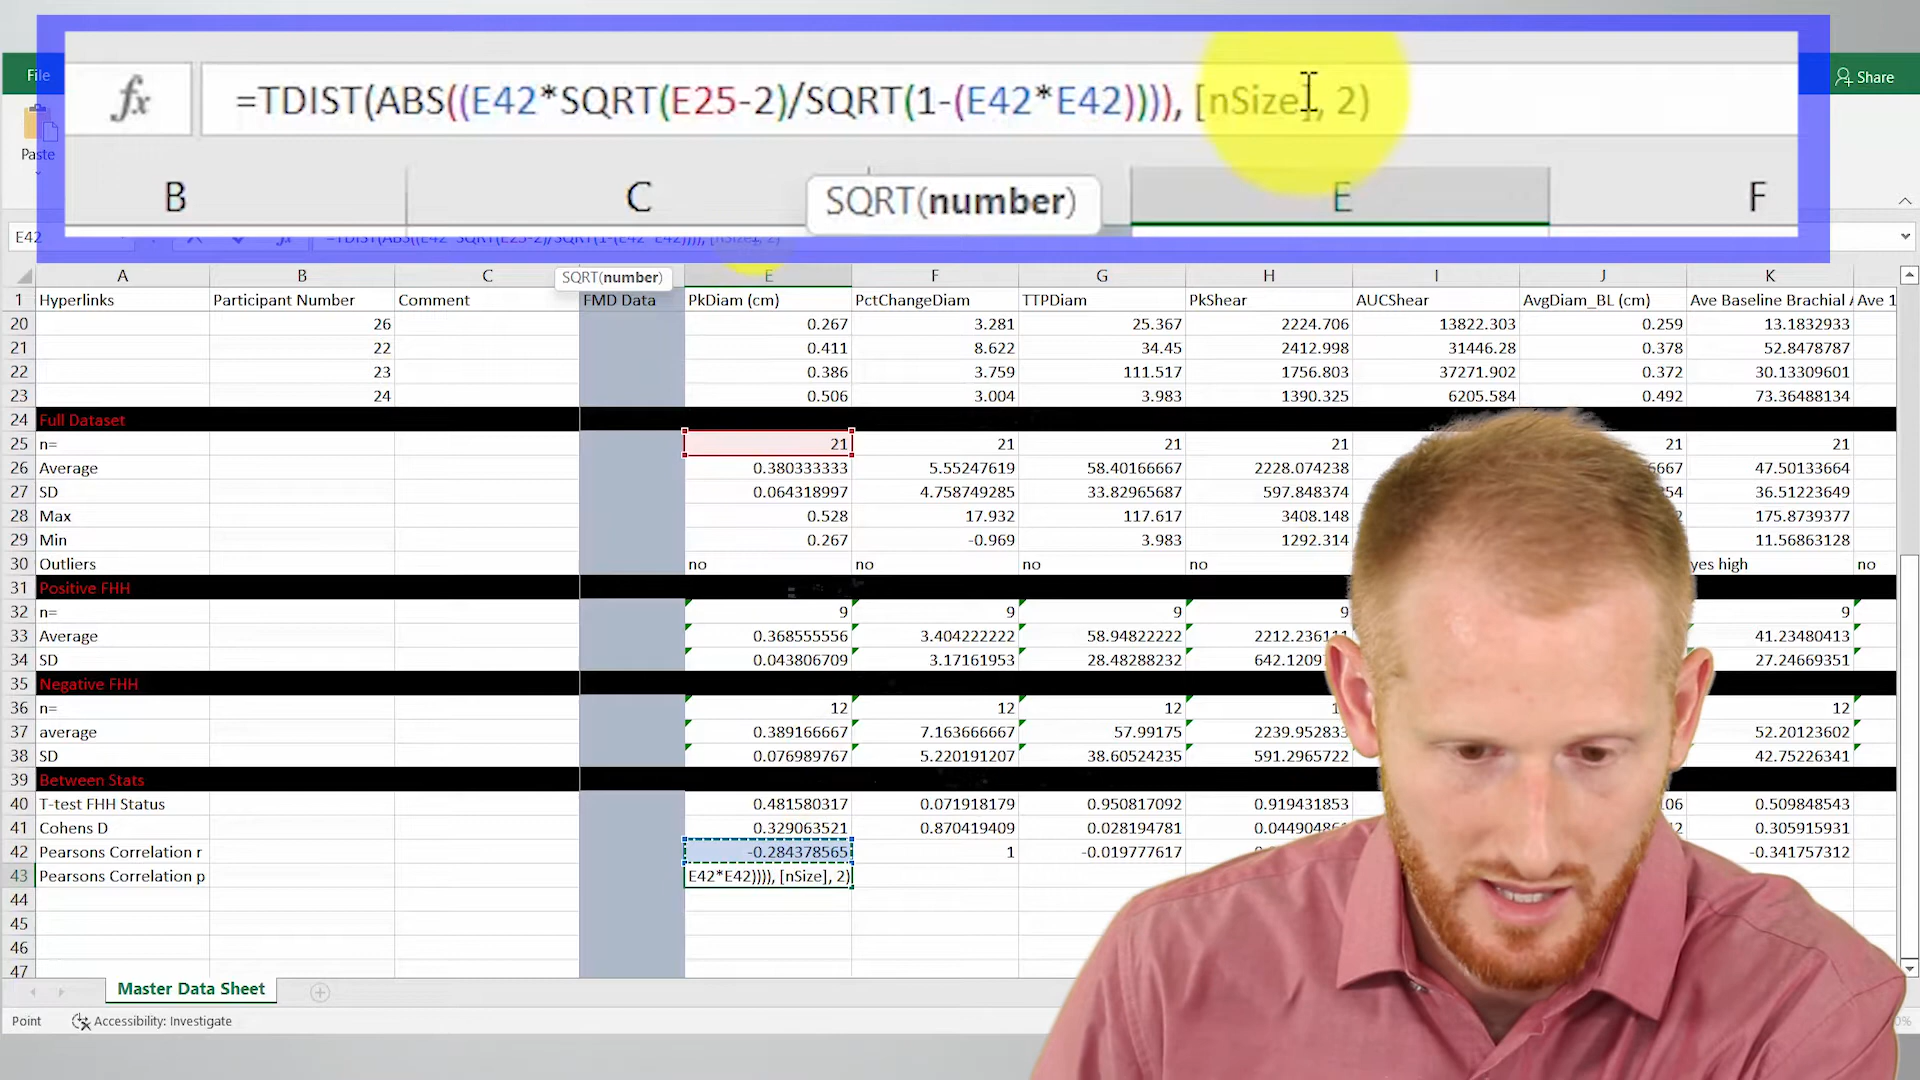 File
Share
fx =TDIST(ABS((E42*SQRT(E25-2)/SQRT(1-(E42*E42)))), [nSize], 2)
B C E F
SQRT(number)
Paste
E42
SQRT(number)
A B C E F G H I J K
1 Hyperlinks Participant Number Comment FMD Data PkDiam (cm) PctChangeDiam TTPDiam PkShear AUCShear AvgDiam_BL (cm) Ave Baseline Brachial Ave 1
20 26 0.267 3.281 25.367 2224.706 13822.303 0.259 13.1832933
21 22 0.411 8.622 34.45 2412.998 31446.28 0.378 52.8478787
22 23 0.386 3.759 111.517 1756.803 37271.902 0.372 30.13309601
23 24 0.506 3.004 3.983 1390.325 6205.584 0.492 73.36488134
24 Full Dataset
25 n= 21 21 21 21 21 21
26 Average 0.380333333 5.55247619 58.40166667 2228.074238 47.50133664
27 SD 0.064318997 4.758749285 33.82965687 597.848374 36.51223649
28 Max 0.528 17.932 117.617 3408.148 175.8739377
29 Min 0.267 -0.969 3.983 1292.314 11.56863128
30 Outliers no no no no yes high no
31 Positive FHH
32 n= 9 9 9 9 9
33 Average 0.368555556 3.404222222 58.94822222 2212.236111 41.23480413
34 SD 0.043806709 3.17161953 28.48288232 27.24669351
35 Negative FHH
36 n= 12 12 12 12
37 average 0.389166667 7.163666667 57.99175 2239.952833 52.20123602
38 SD 0.076989767 5.220191207 38.60524235 591.2965722 42.75226341
39 Between Stats
40 T-test FHH Status 0.481580317 0.071918179 0.950817092 0.919431853 0.509848543
41 Cohens D 0.329063521 0.870419409 0.028194781 0.305915931
42 Pearsons Correlation r -0.284378565 1 -0.019777617 -0.341757312
43 Pearsons Correlation p E42*E42)))), [nSize], 2)
44
45
46
47
Master Data Sheet
Point Accessibility: Investigate